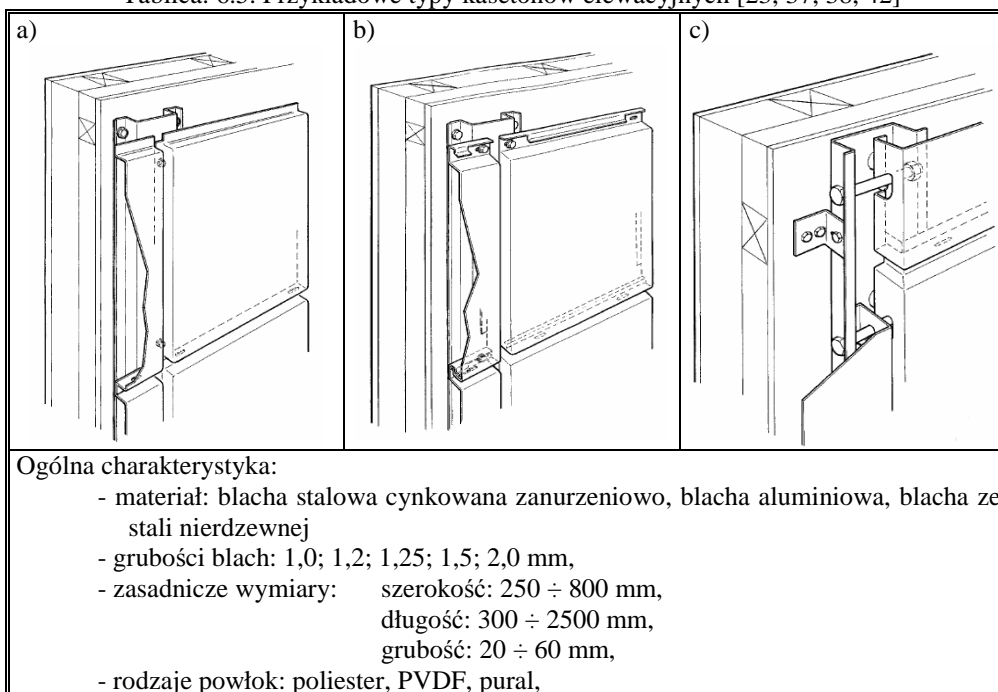 Tablica. 6.3. Przykładowe typy kasetonów elewacyjnych [25, 37, 38, 42]
a)
b)
c)
Ogólna charakterystyka:
- materiał: blacha stalowa cynkowana zanurzeniowo, blacha aluminiowa, blacha ze
stali nierdzewnej
- grubości blach: 1,0; 1,2; 1,25; 1,5; 2,0 mm,
- zasadnicze wymiary: szerokość: 250 ÷ 800 mm,
długość: 300 ÷ 2500 mm,
grubość: 20 ÷ 60 mm,
- rodzaje powłok: poliester, PVDF, pural,